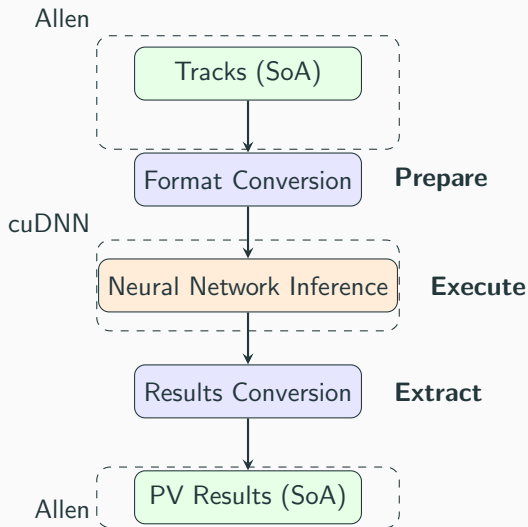 Allen
Tracks (SoA)
Format Conversion
Prepare
cuDNN
Neural Network Inference
Execute
Results Conversion
Extract
PV Results (SoA)
Allen